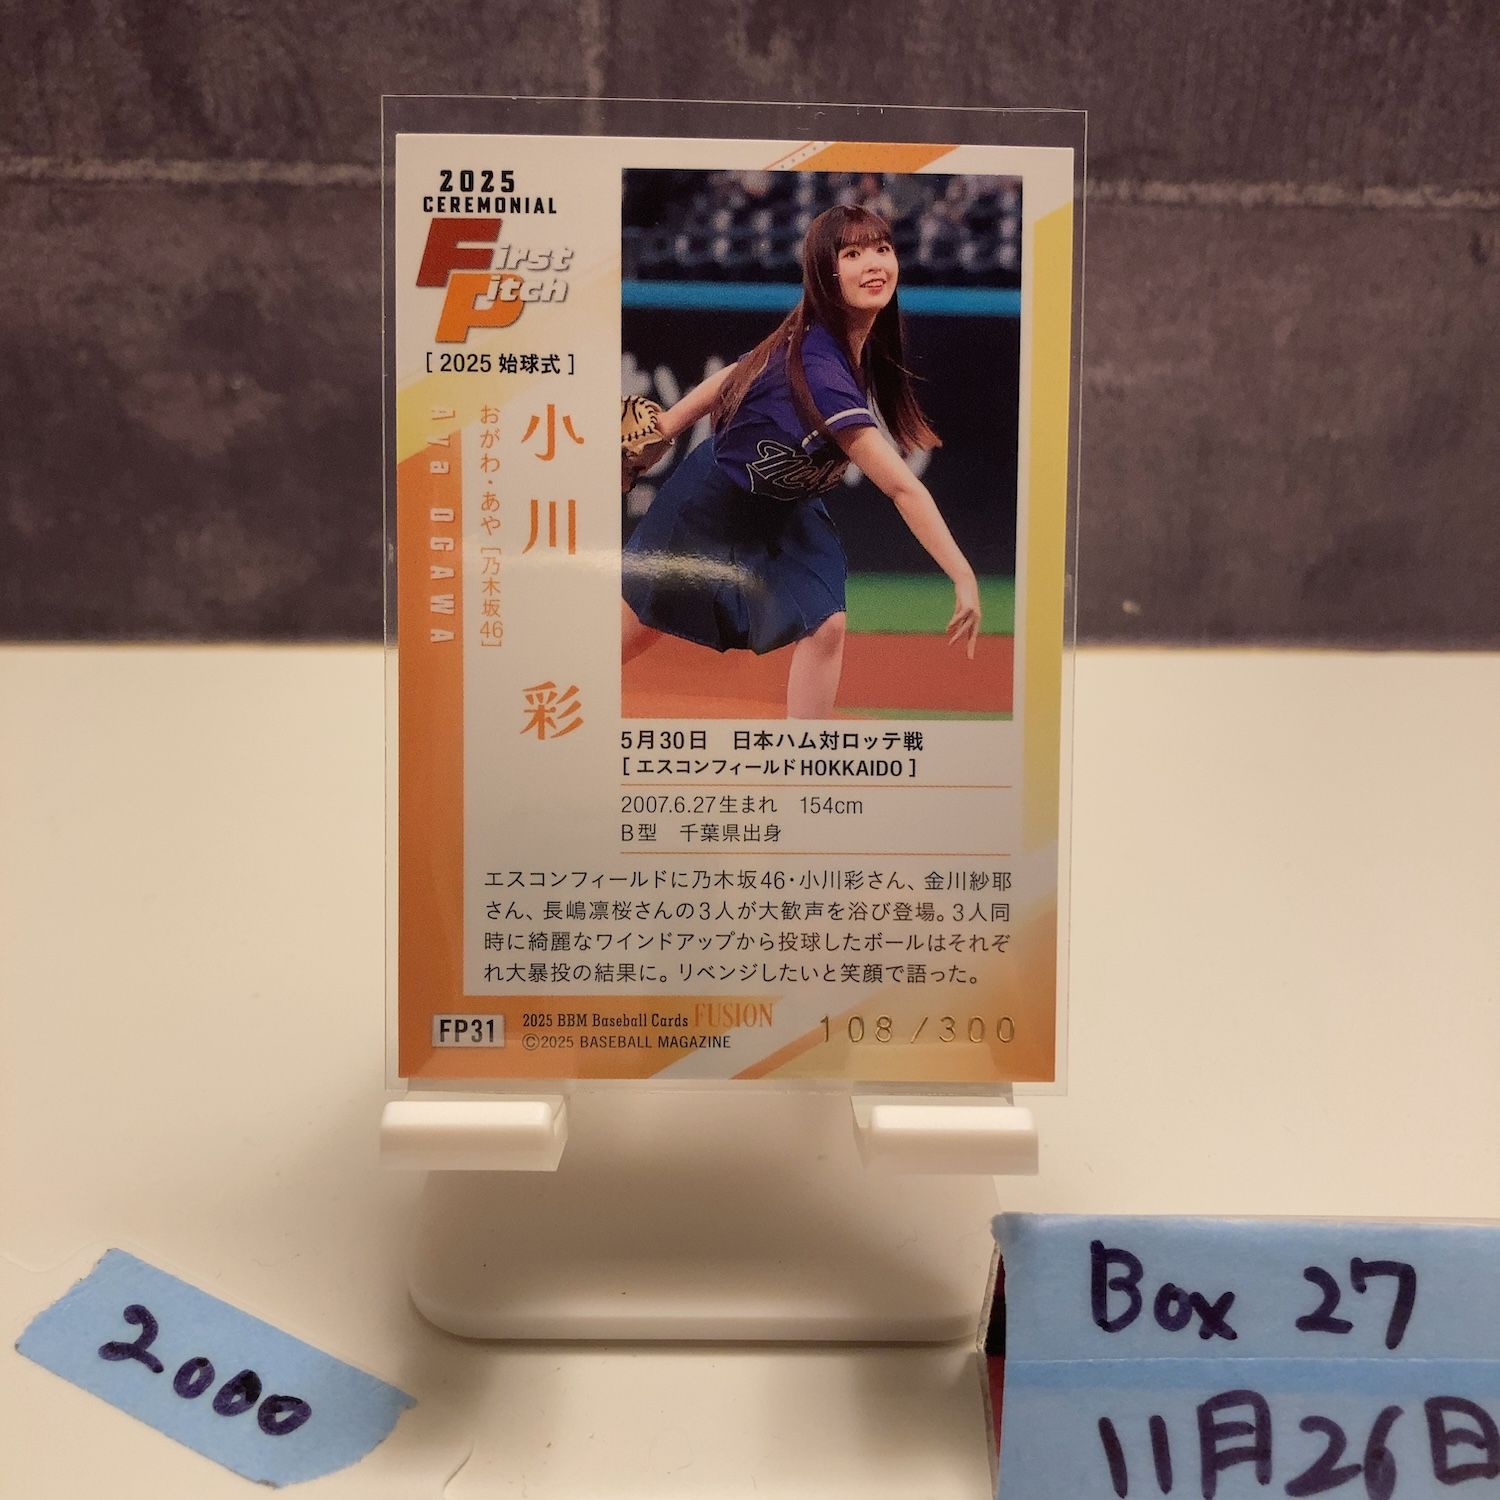 2025
CEREMONIAL
First
Pitch
[ 2025 始球式 ]
小川 彩
おがわ・あや [乃木坂46]
Aya OGAWA
5月30日 日本ハム対ロッテ戦
[ エスコンフィールドHOKKAIDO ]
2007.6.27生まれ 154cm
B型 千葉県出身
エスコンフィールドに乃木坂46・小川彩さん、金川紗耶
さん、長嶋凛桜さんの3人が大歓声を浴び登場。3人同
時に綺麗なワインドアップから投球したボールはそれぞ
れ大暴投の結果に。リベンジしたいと笑顔で語った。
FP31
2025 BBM Baseball Cards FUSION
©2025 BASEBALL MAGAZINE
108/300
2000
Box 27
11月26日